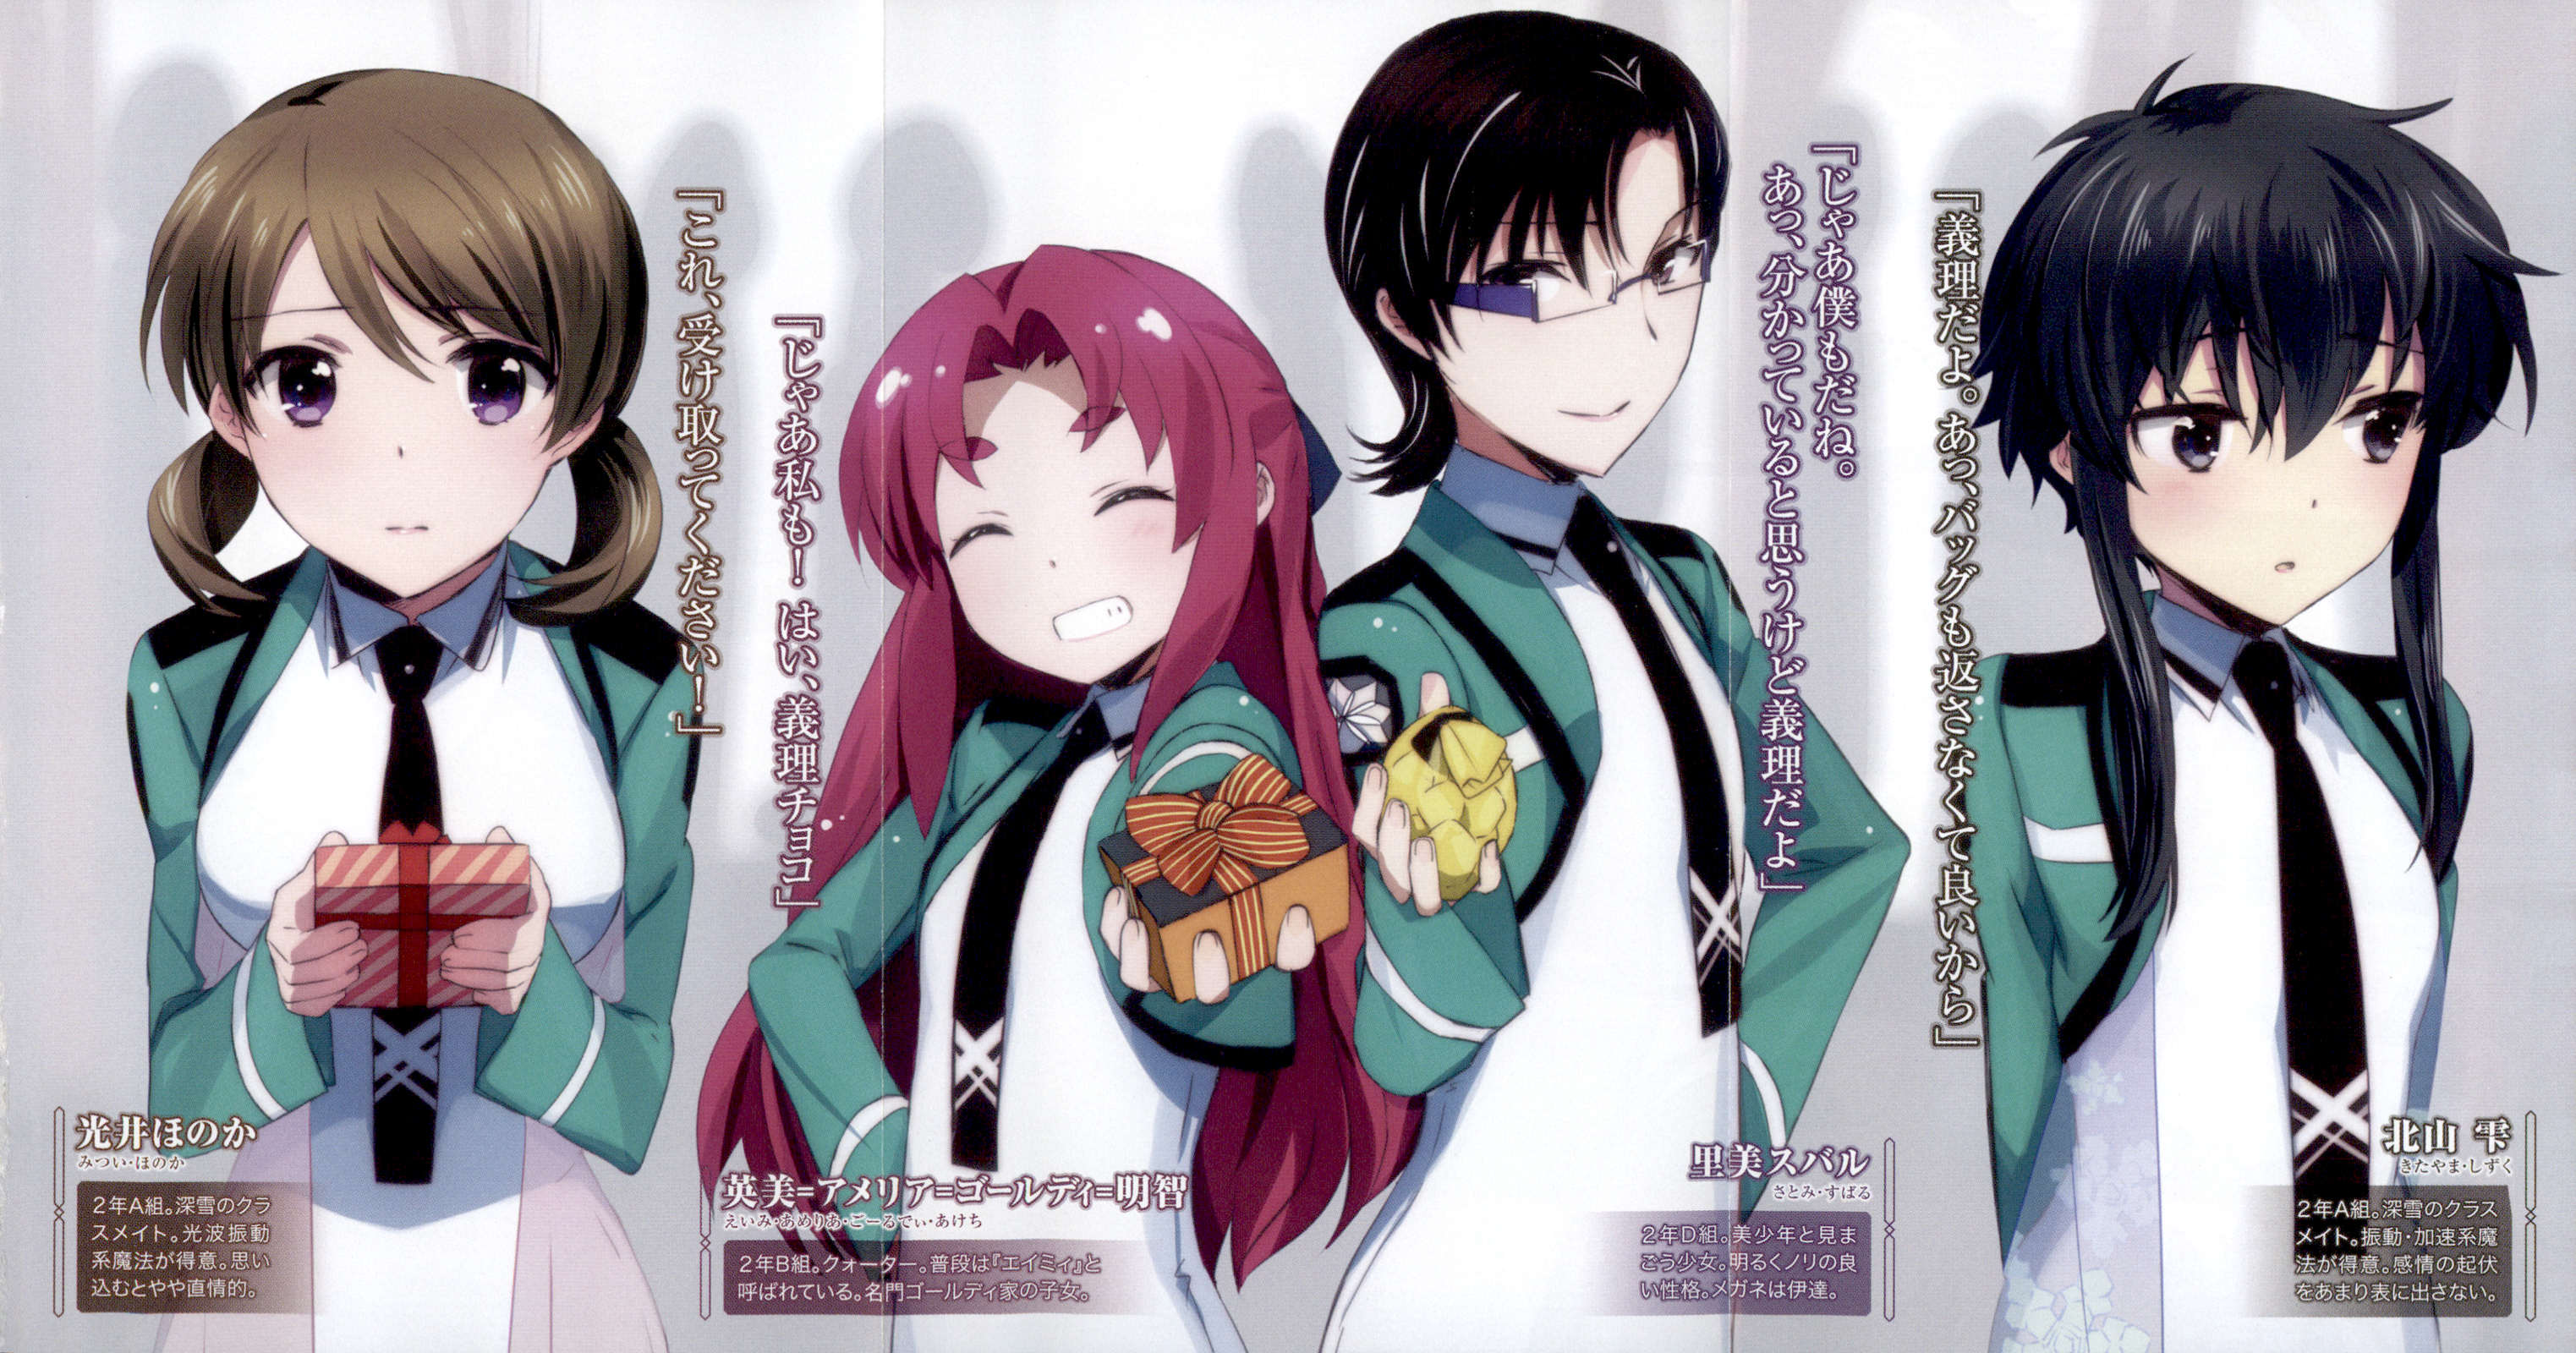 『これ、受け取ってください！』
『じゃあ私も！ はい、義理チョコ』
『じゃあ僕もだね。
あっ、分かっていると思うけど義理だよ』
『義理だよ。あっ、バッグも返さなくて良いから』
光井ほのか
みつい・ほのか
２年Ａ組。深雪のクラ
スメイト。光波振動
系魔法が得意。思い
込むとやや直情的。
英美=アメリア=ゴールディ=明智
えいみ・あめりあ・ごーるでぃ・あけち
２年Ｂ組。クォーター。普段は『エイミィ』と
呼ばれている。名門ゴールディ家の子女。
里美スバル
さとみ・すばる
２年Ｄ組。美少年と見ま
ごう少女。明るくノリの良
い性格。メガネは伊達。
北山 雫
きたやま・しずく
２年Ａ組。深雪のクラス
メイト。振動・加速系魔
法が得意。感情の起伏
をあまり表に出さない。